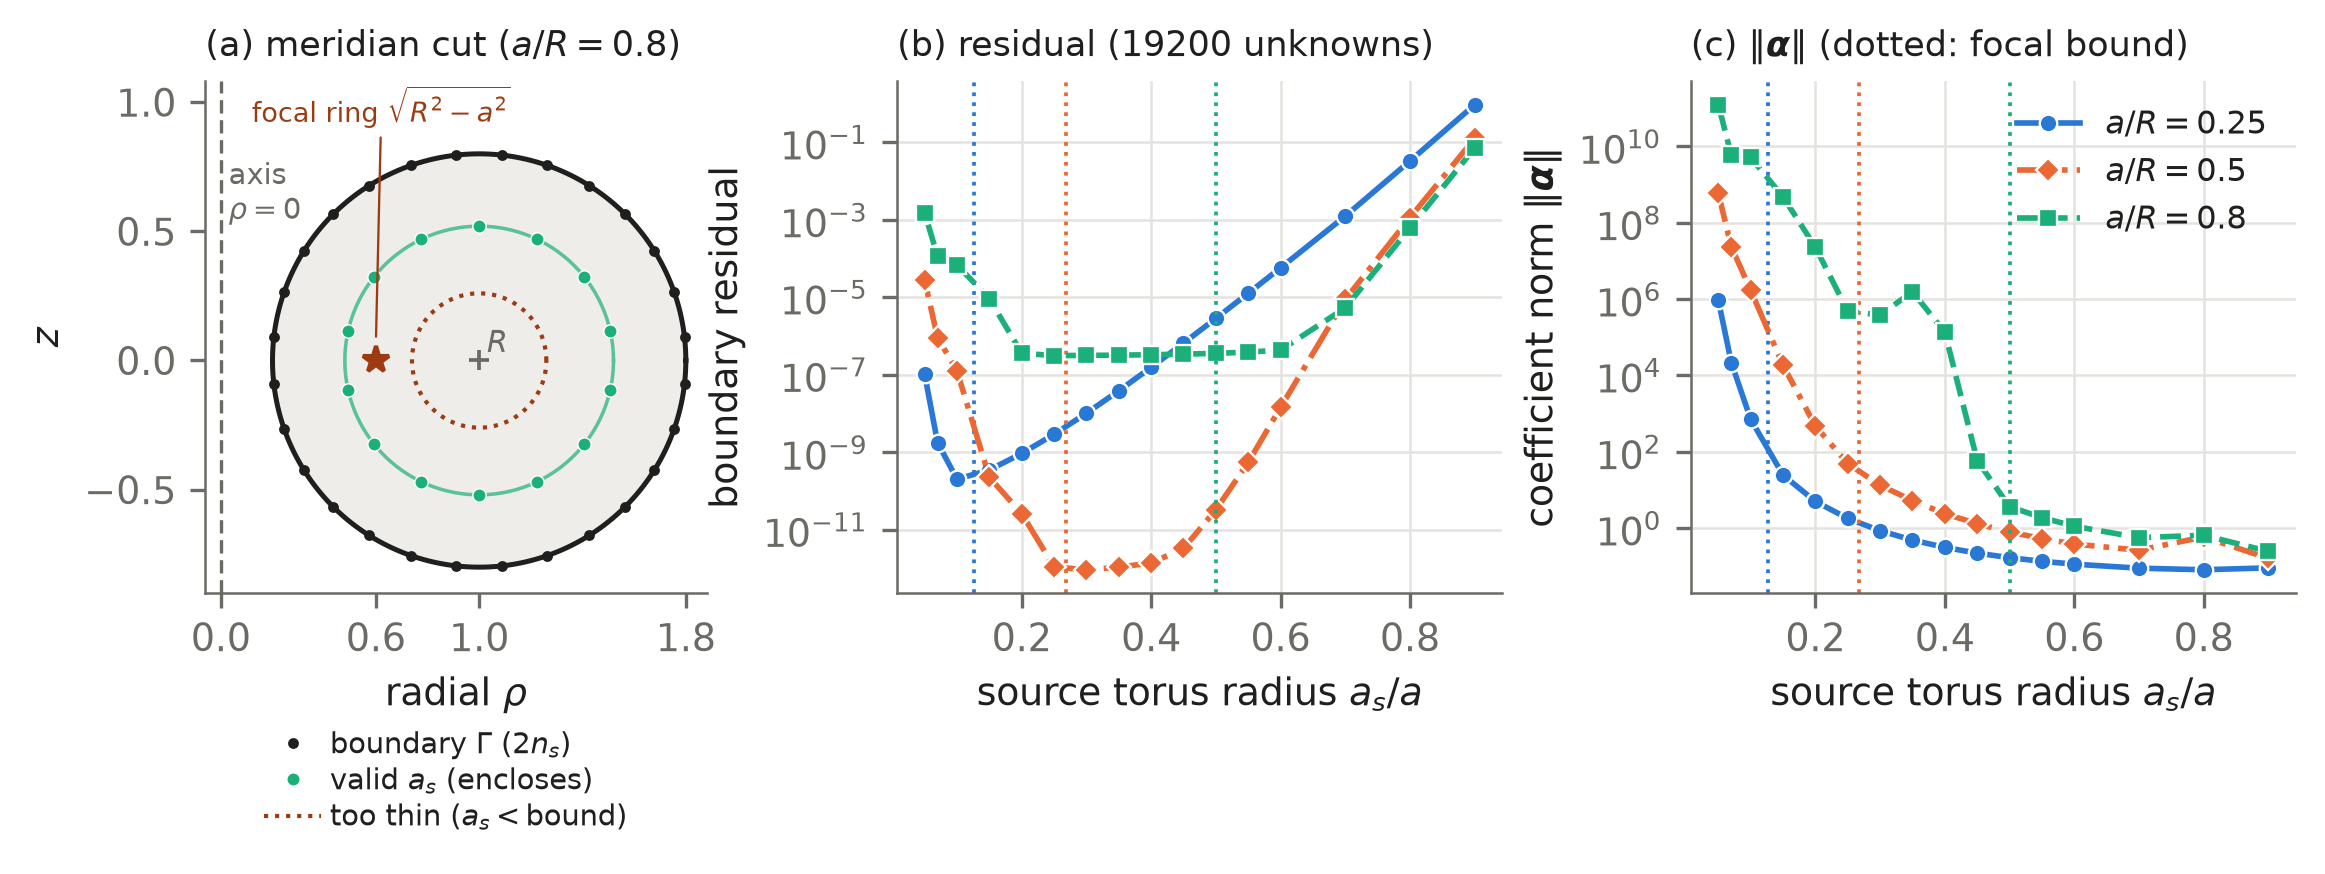 (a) meridian cut (a/R = 0.8)
focal ring √(R² − a²)
axis
ρ = 0
R
1.0
0.5
0.0
−0.5
z
0.0 0.6 1.0 1.8
radial ρ
boundary Γ (2nₛ)
valid aₛ (encloses)
too thin (aₛ < bound)
(b) residual (19200 unknowns)
boundary residual
10⁻¹
10⁻³
10⁻⁵
10⁻⁷
10⁻⁹
10⁻¹¹
0.2 0.4 0.6 0.8
source torus radius aₛ/a
(c) ‖α‖ (dotted: focal bound)
coefficient norm ‖α‖
10¹⁰
10⁸
10⁶
10⁴
10²
10⁰
a/R = 0.25
a/R = 0.5
a/R = 0.8
0.2 0.4 0.6 0.8
source torus radius aₛ/a